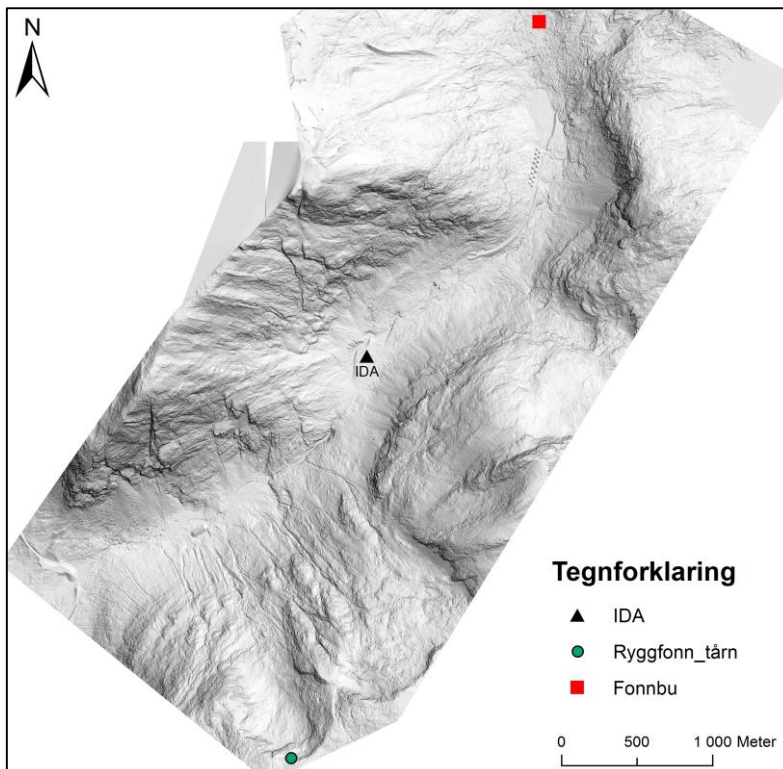 N
IDA
Tegnforklaring
IDA
Ryggfonn_tårn
Fonnbu
0 500 1 000 Meter